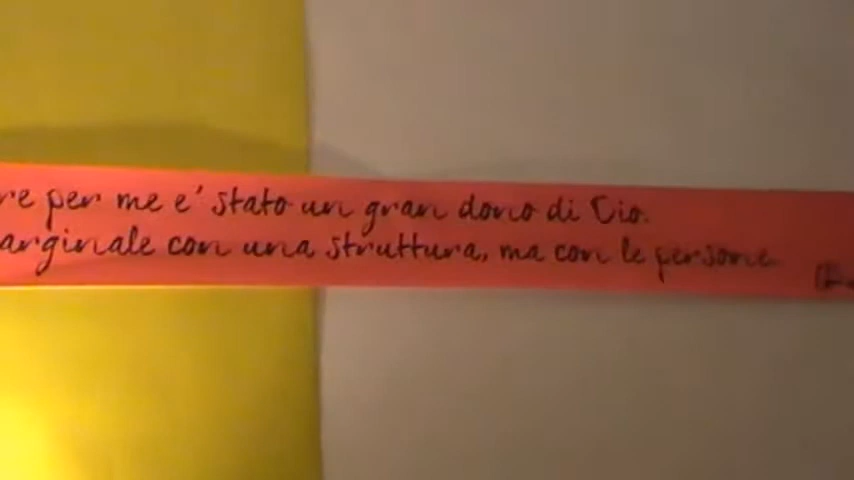 re per me e' stato un gran dono di Dio.
arginale con una struttura, ma con le persone